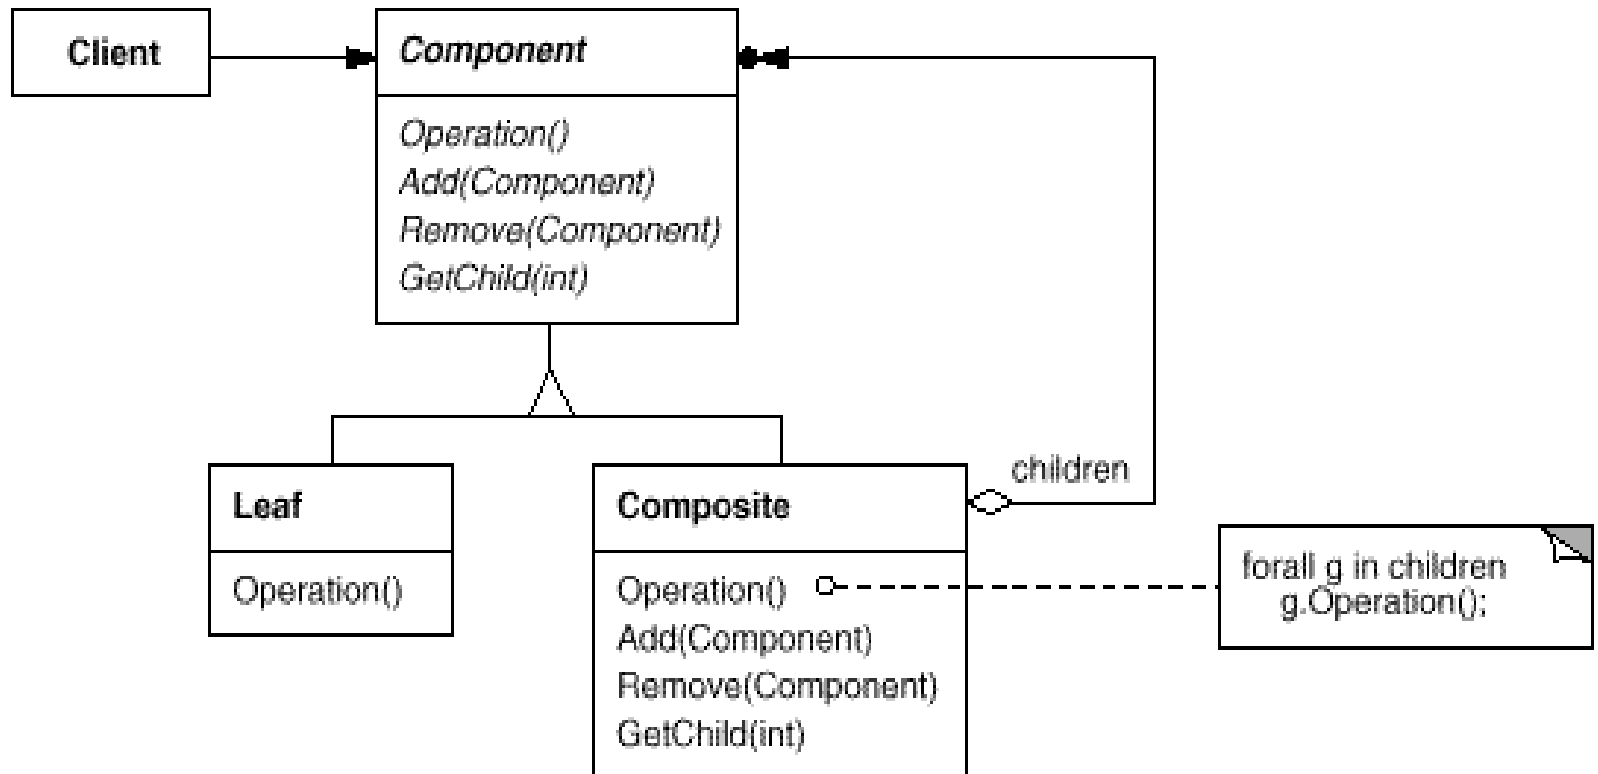 Client
Component
Operation()
Add(Component)
Remove(Component)
GetChild(int)
Leaf
Operation()
Composite
Operation()
Add(Component)
Remove(Component)
GetChild(int)
children
forall g in children
g.Operation();